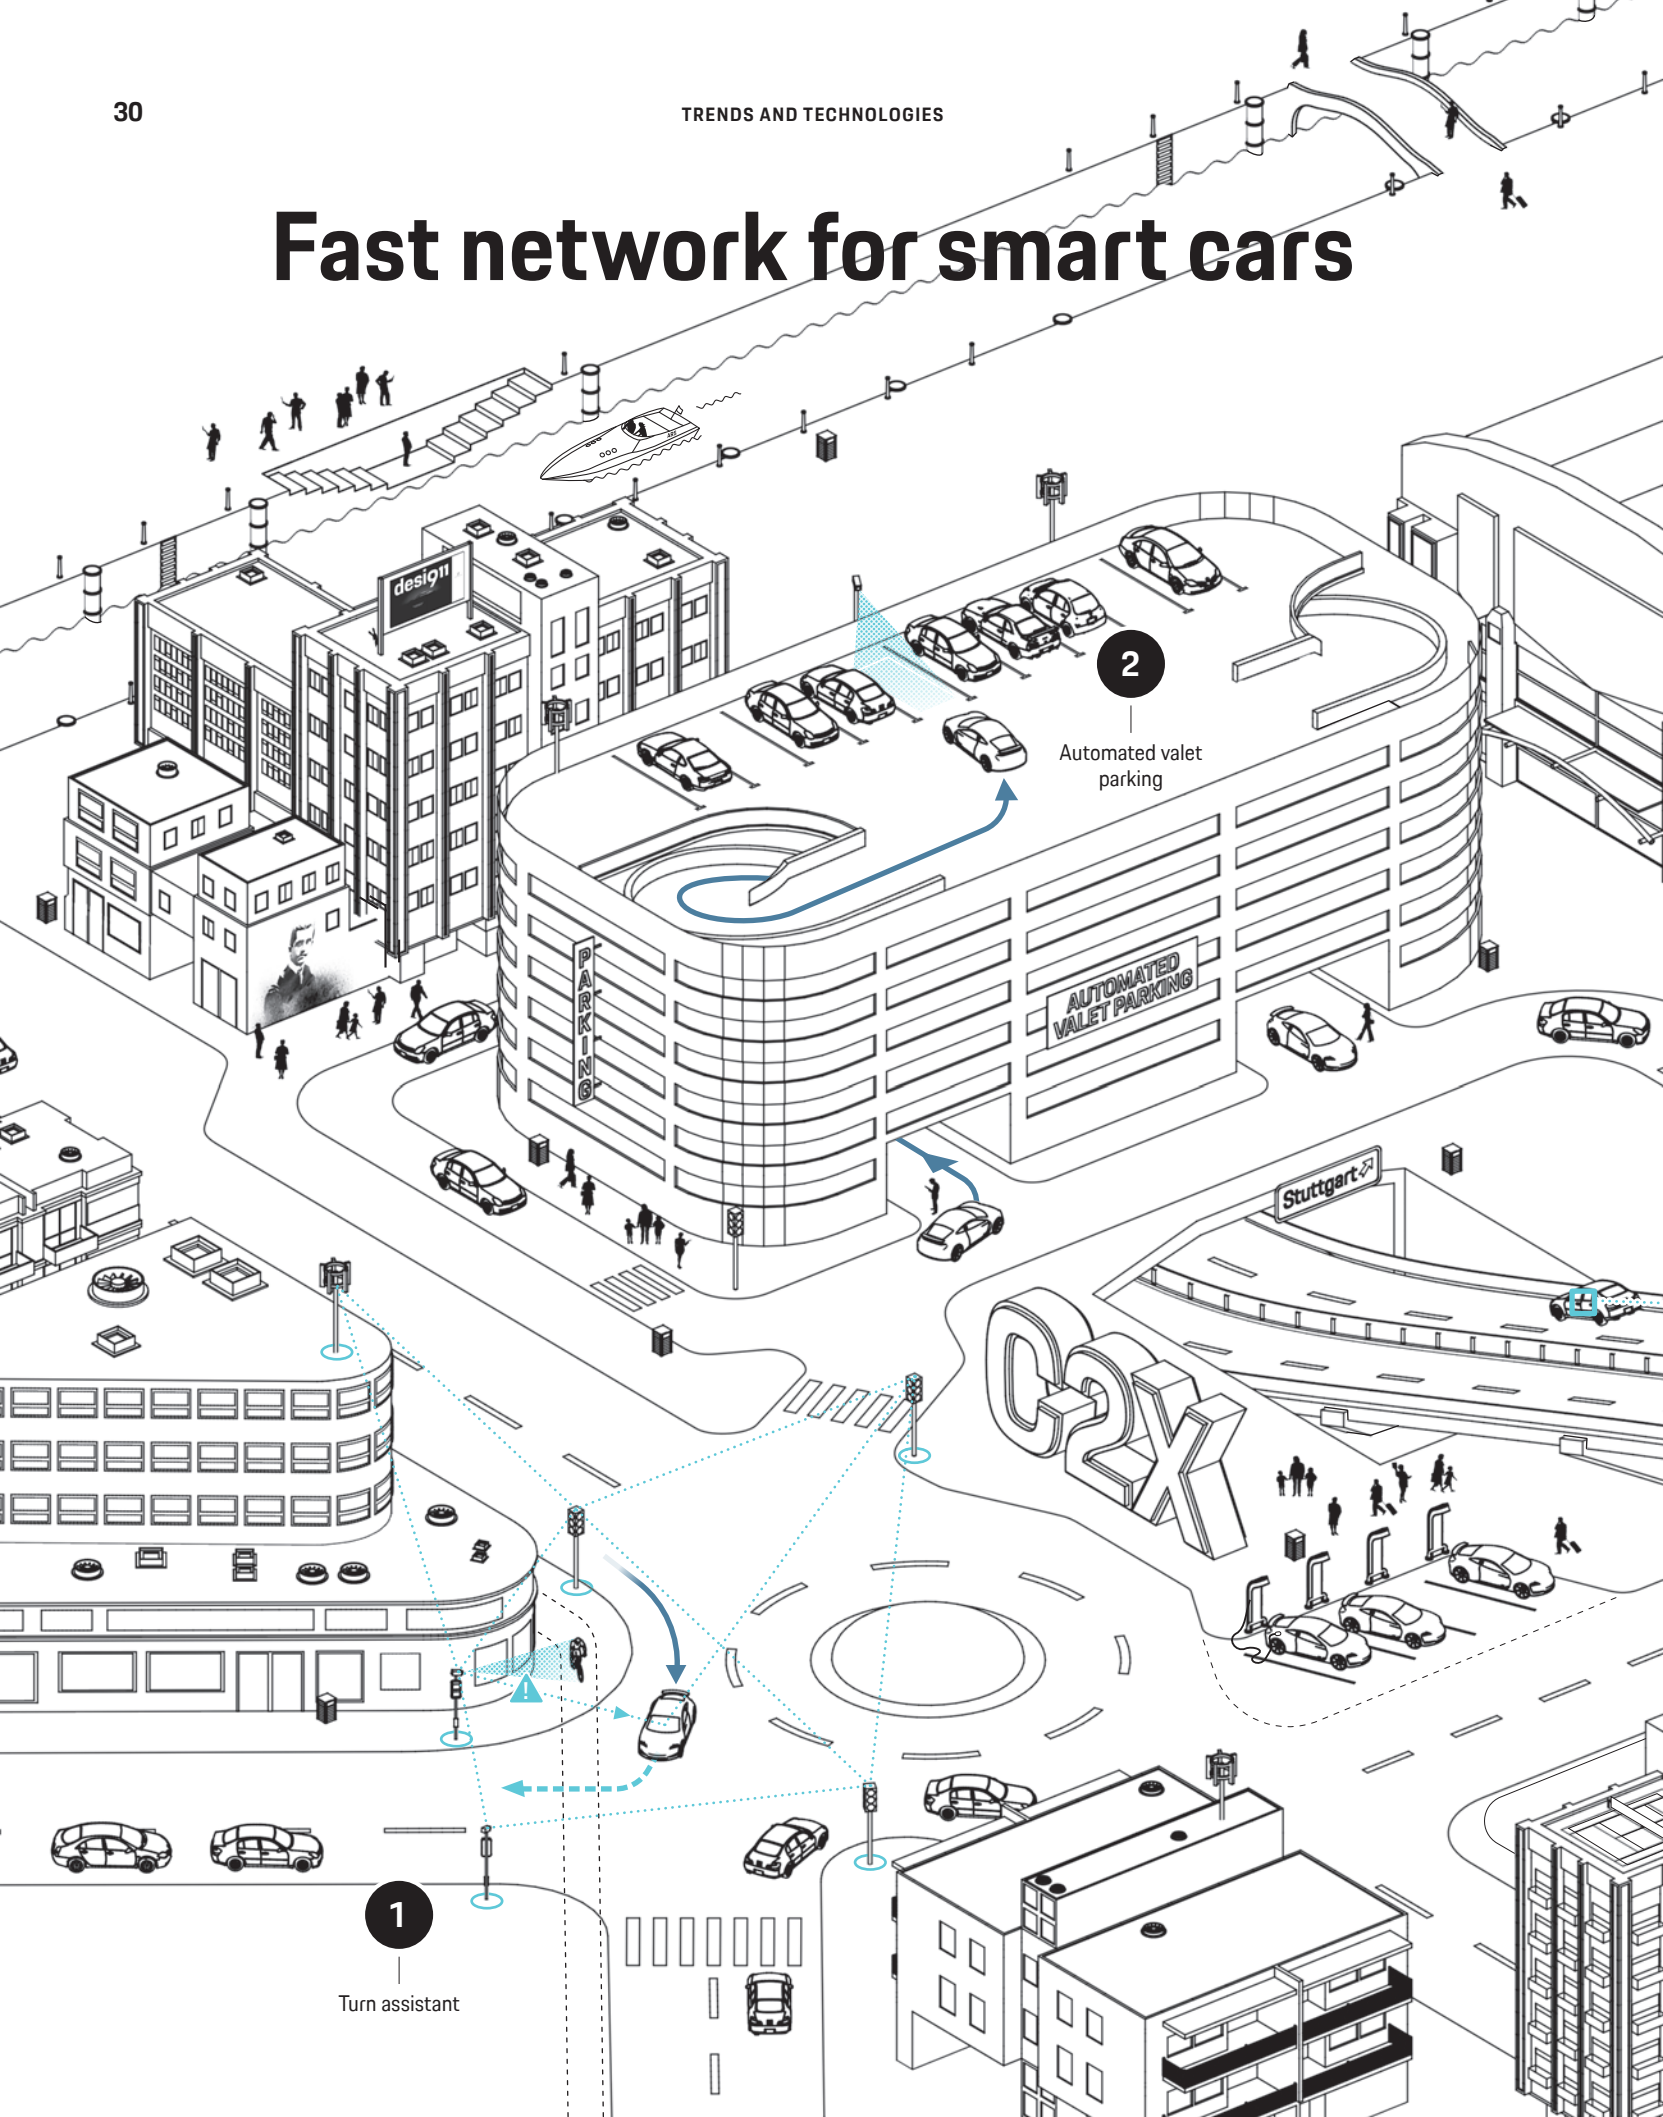 30
TRENDS AND TECHNOLOGIES
Fast network for smart cars
desi911
2
Automated valet
parking
PARKING
AUTOMATED
VALET PARKING
Stuttgart
C2X
1
Turn assistant